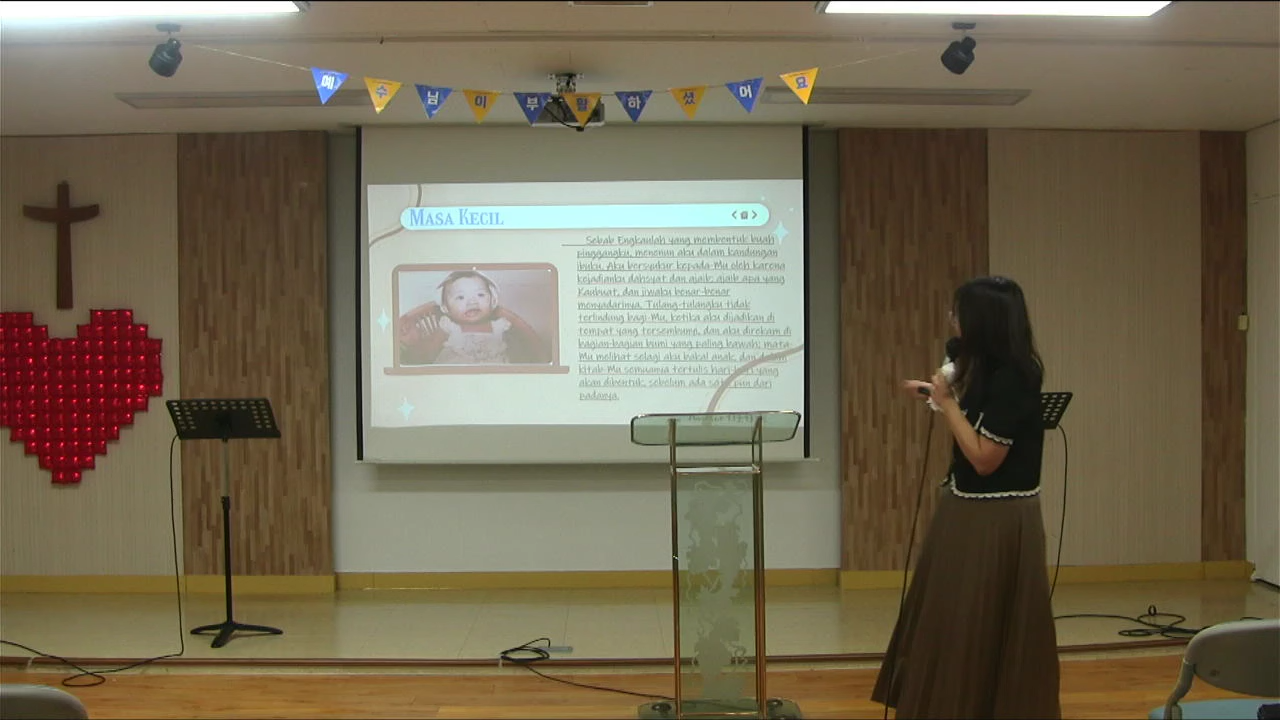 예수님이부활하셨어요
MASA KECIL
Sebab Engkaulah yang membentuk buah
pinggangku, menenun aku dalam kandungan
ibuku. Aku bersyukur kepada-Mu oleh karena
kejadianku dahsyat dan ajaib; ajaib apa yang
Kaubuat, dan jiwaku benar-benar
menyadarinya. Tulang-tulangku tidak
terlindung bagi-Mu, ketika aku dijadikan di
tempat yang tersembunyi, dan aku direkam di
bagian-bagian bumi yang paling bawah; mata-
Mu melihat selagi aku bakal anak, dan dalam
kitab-Mu semuanya tertulis hari-hari yang
akan dibentuk, sebelum ada satu pun dari
padanya.